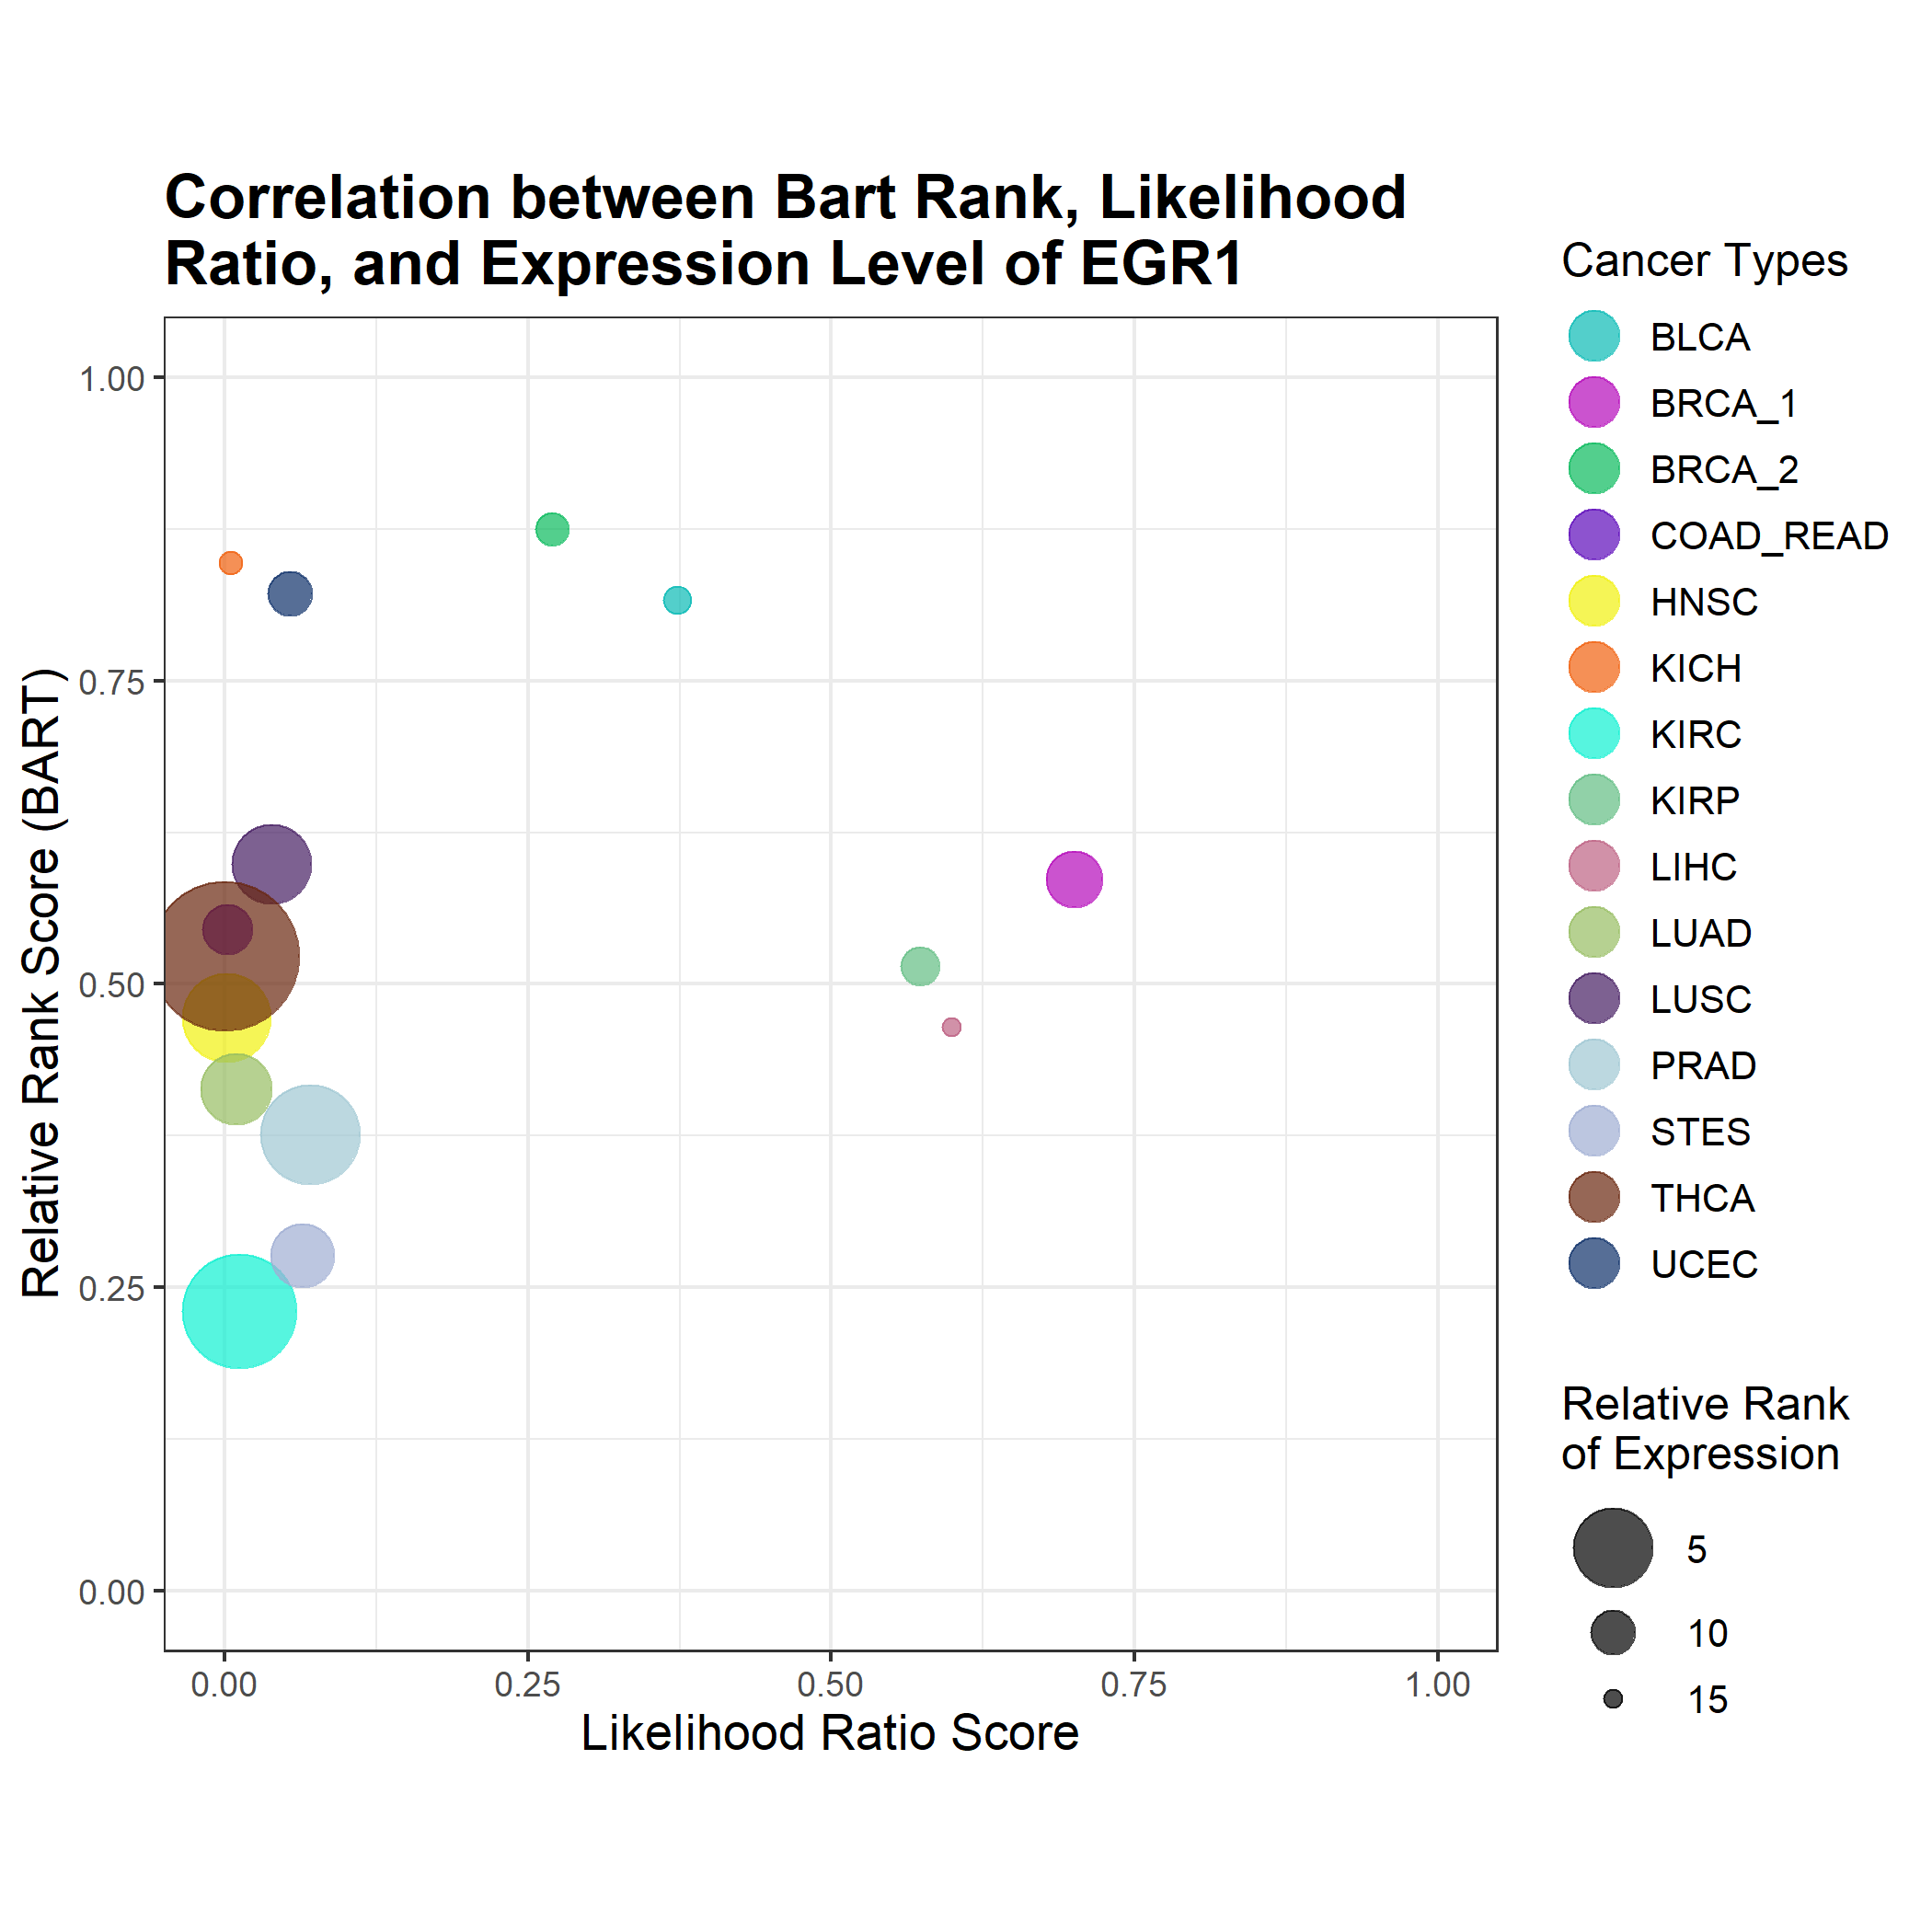 Correlation between Bart Rank, Likelihood
Ratio, and Expression Level of EGR1
Relative Rank Score (BART)
1.00
0.75
0.50
0.25
0.00
0.00
0.25
0.50
0.75
1.00
Likelihood Ratio Score
Cancer Types
BLCA
BRCA_1
BRCA_2
COAD_READ
HNSC
KICH
KIRC
KIRP
LIHC
LUAD
LUSC
PRAD
STES
THCA
UCEC
Relative Rank
of Expression
5
10
15